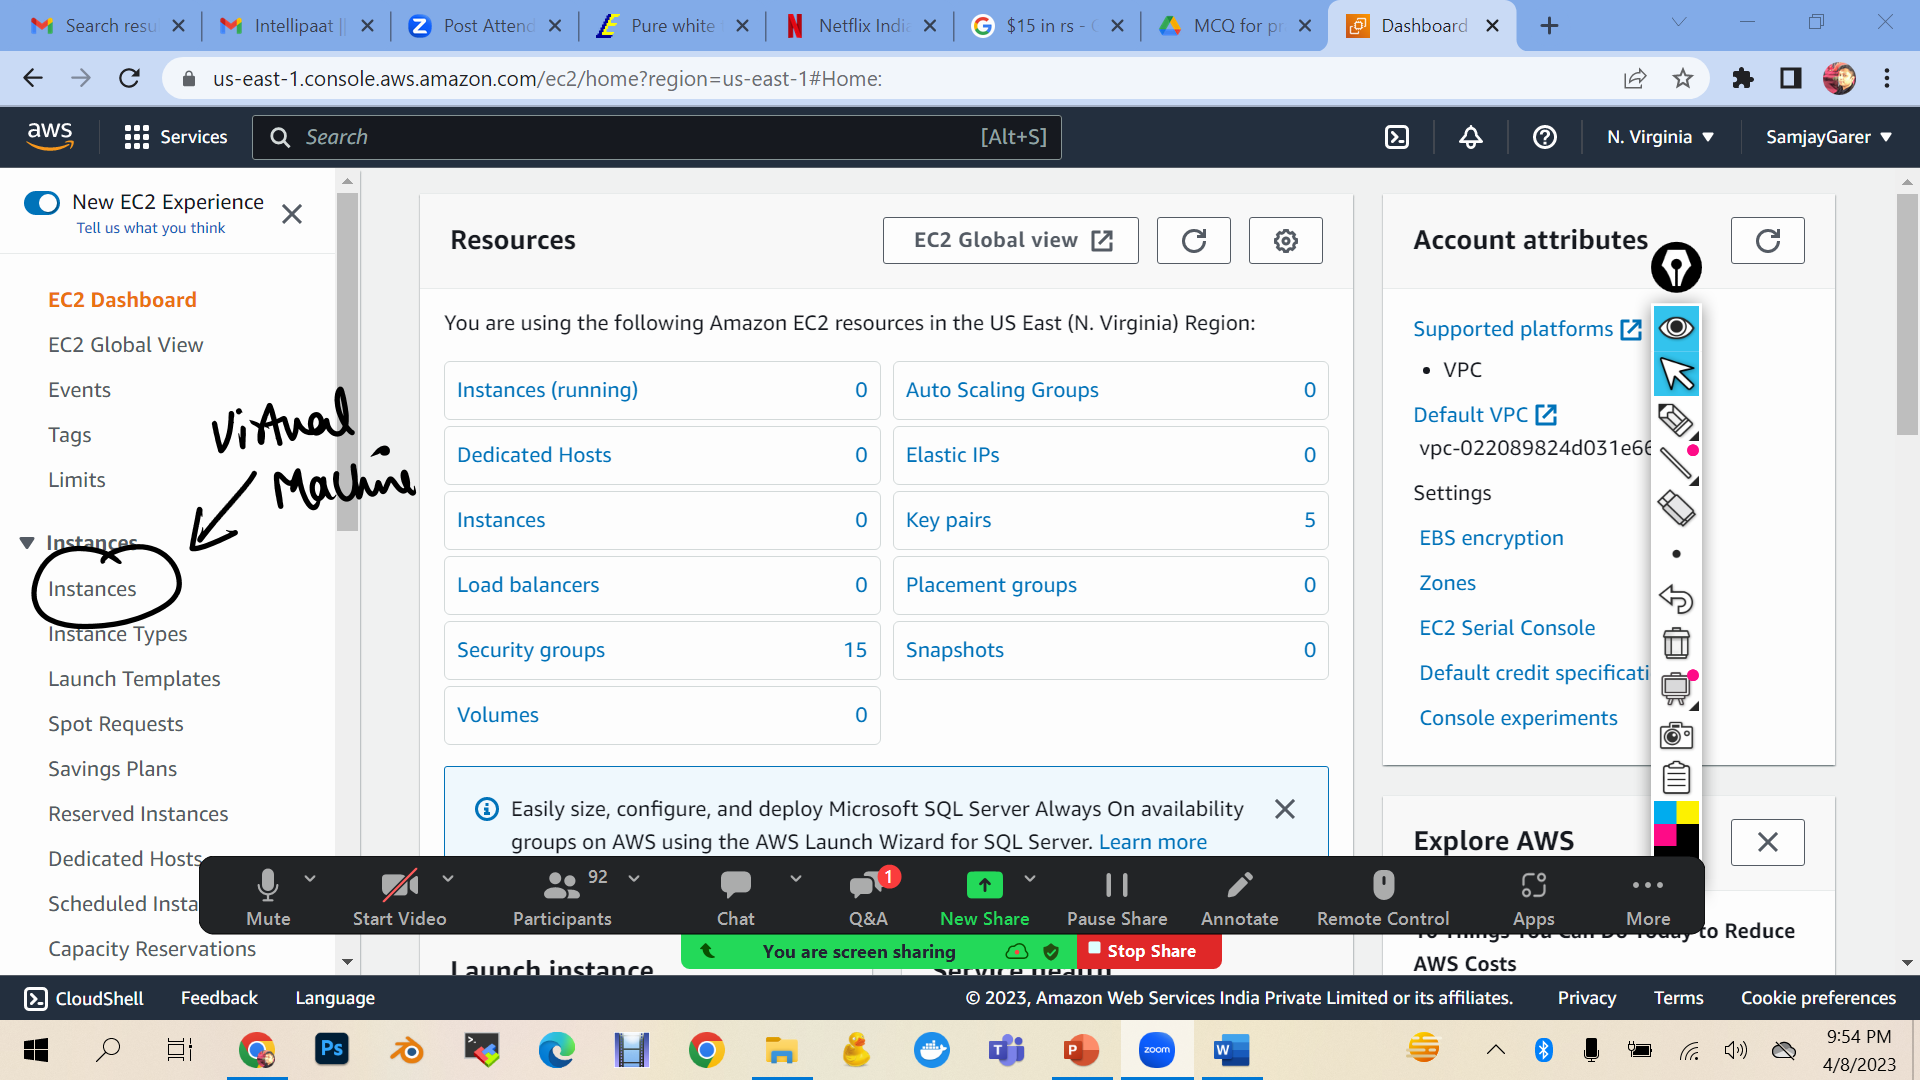 Search resu
Intellipaat ||
Post Attend
Pure white
Netflix India
$15 in rs - G
MCQ for pr
Dashboard
us-east-1.console.aws.amazon.com/ec2/home?region=us-east-1#Home:
aws
Services
Search
[Alt+S]
N. Virginia
SamjayGarer
New EC2 Experience
Tell us what you think
EC2 Dashboard
EC2 Global View
Events
Tags
Limits
Virtual
Machine
Instances
Instances
Instance Types
Launch Templates
Spot Requests
Savings Plans
Reserved Instances
Dedicated Hosts
Scheduled Insta
Capacity Reservations
Resources
EC2 Global view
You are using the following Amazon EC2 resources in the US East (N. Virginia) Region:
Instances (running) 0
Auto Scaling Groups 0
Dedicated Hosts 0
Elastic IPs 0
Instances 0
Key pairs 5
Load balancers 0
Placement groups 0
Security groups 15
Snapshots 0
Volumes 0
Easily size, configure, and deploy Microsoft SQL Server Always On availability
groups on AWS using the AWS Launch Wizard for SQL Server. Learn more
Launch instance
Service health
Account attributes
Supported platforms
• VPC
Default VPC
vpc-022089824d031e66
Settings
EBS encryption
Zones
EC2 Serial Console
Default credit specificati
Console experiments
Explore AWS
10 Things You Can Do Today to Reduce
AWS Costs
Mute
Start Video
92
Participants
Chat
1
Q&A
New Share
Pause Share
Annotate
Remote Control
Apps
More
You are screen sharing
Stop Share
CloudShell
Feedback
Language
© 2023, Amazon Web Services India Private Limited or its affiliates.
Privacy
Terms
Cookie preferences
Ps
P
zoom
W
9:54 PM
4/8/2023